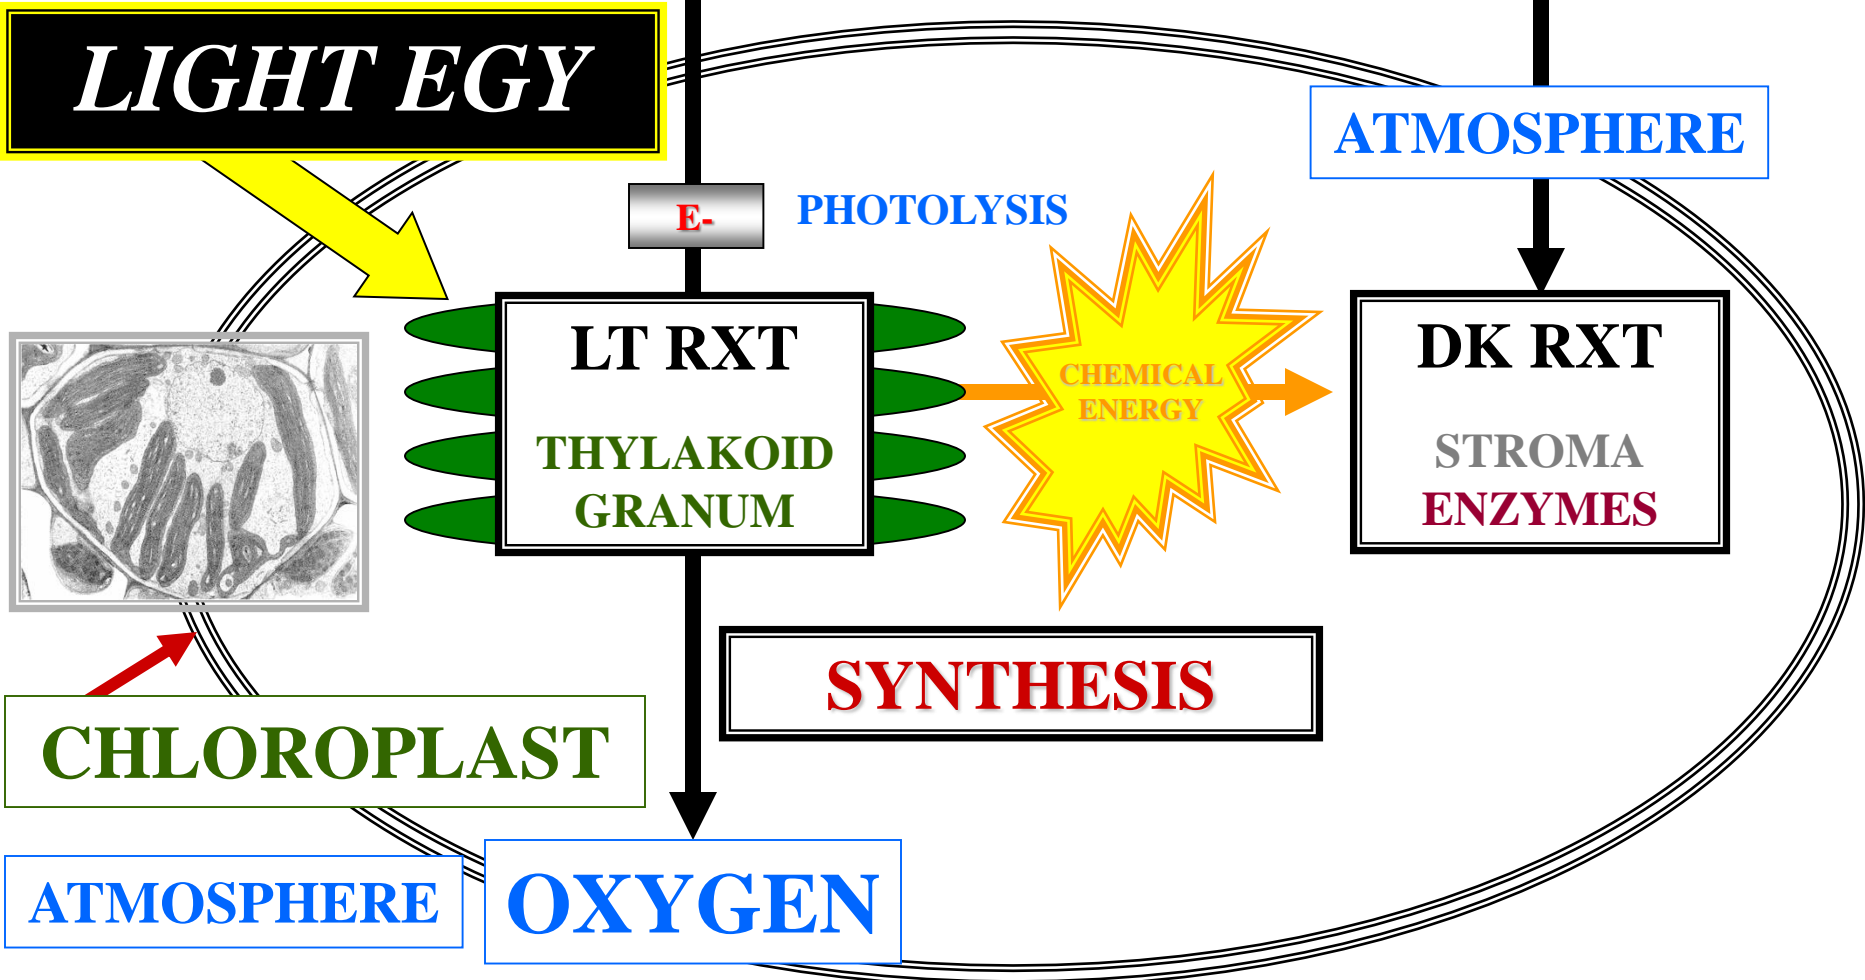 LIGHT EGY
ATMOSPHERE
E-
PHOTOLYSIS
LT RXT
THYLAKOID
GRANUM
CHEMICAL
ENERGY
DK RXT
STROMA
ENZYMES
SYNTHESIS
CHLOROPLAST
ATMOSPHERE
OXYGEN